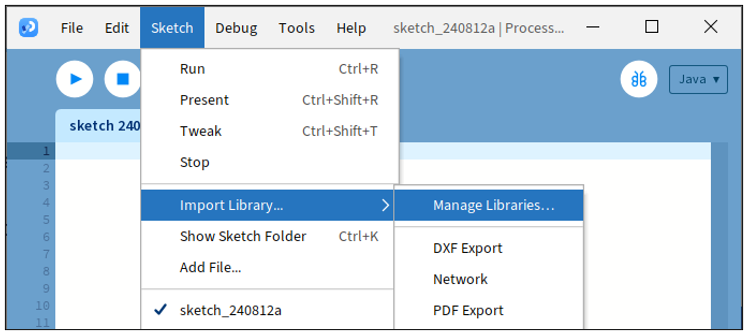 File Edit Sketch Debug Tools Help sketch_240812a | Process...
Run Ctrl+R
Present Ctrl+Shift+R
Tweak Ctrl+Shift+T
Stop
Import Library...
Show Sketch Folder Ctrl+K
Add File...
sketch_240812a
Manage Libraries...
DXF Export
Network
PDF Export
Java
sketch 240
1
2
3
4
5
6
7
8
9
10
11